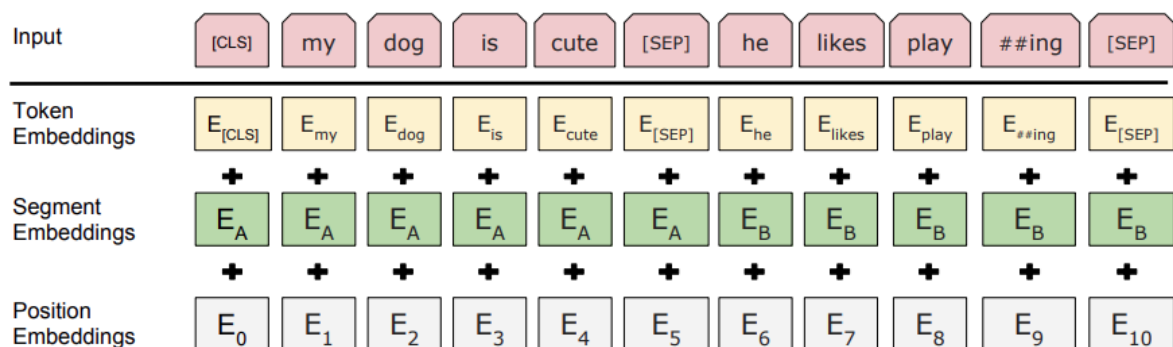 Input [CLS] my dog is cute [SEP] he likes play ##ing [SEP]
Token
Embeddings E[CLS] Emy Edog Eis Ecute E[SEP] Ehe Elikes Eplay E##ing E[SEP]
+ + + + + + + + + + +
Segment
Embeddings EA EA EA EA EA EA EB EB EB EB EB
+ + + + + + + + + + +
Position
Embeddings E0 E1 E2 E3 E4 E5 E6 E7 E8 E9 E10